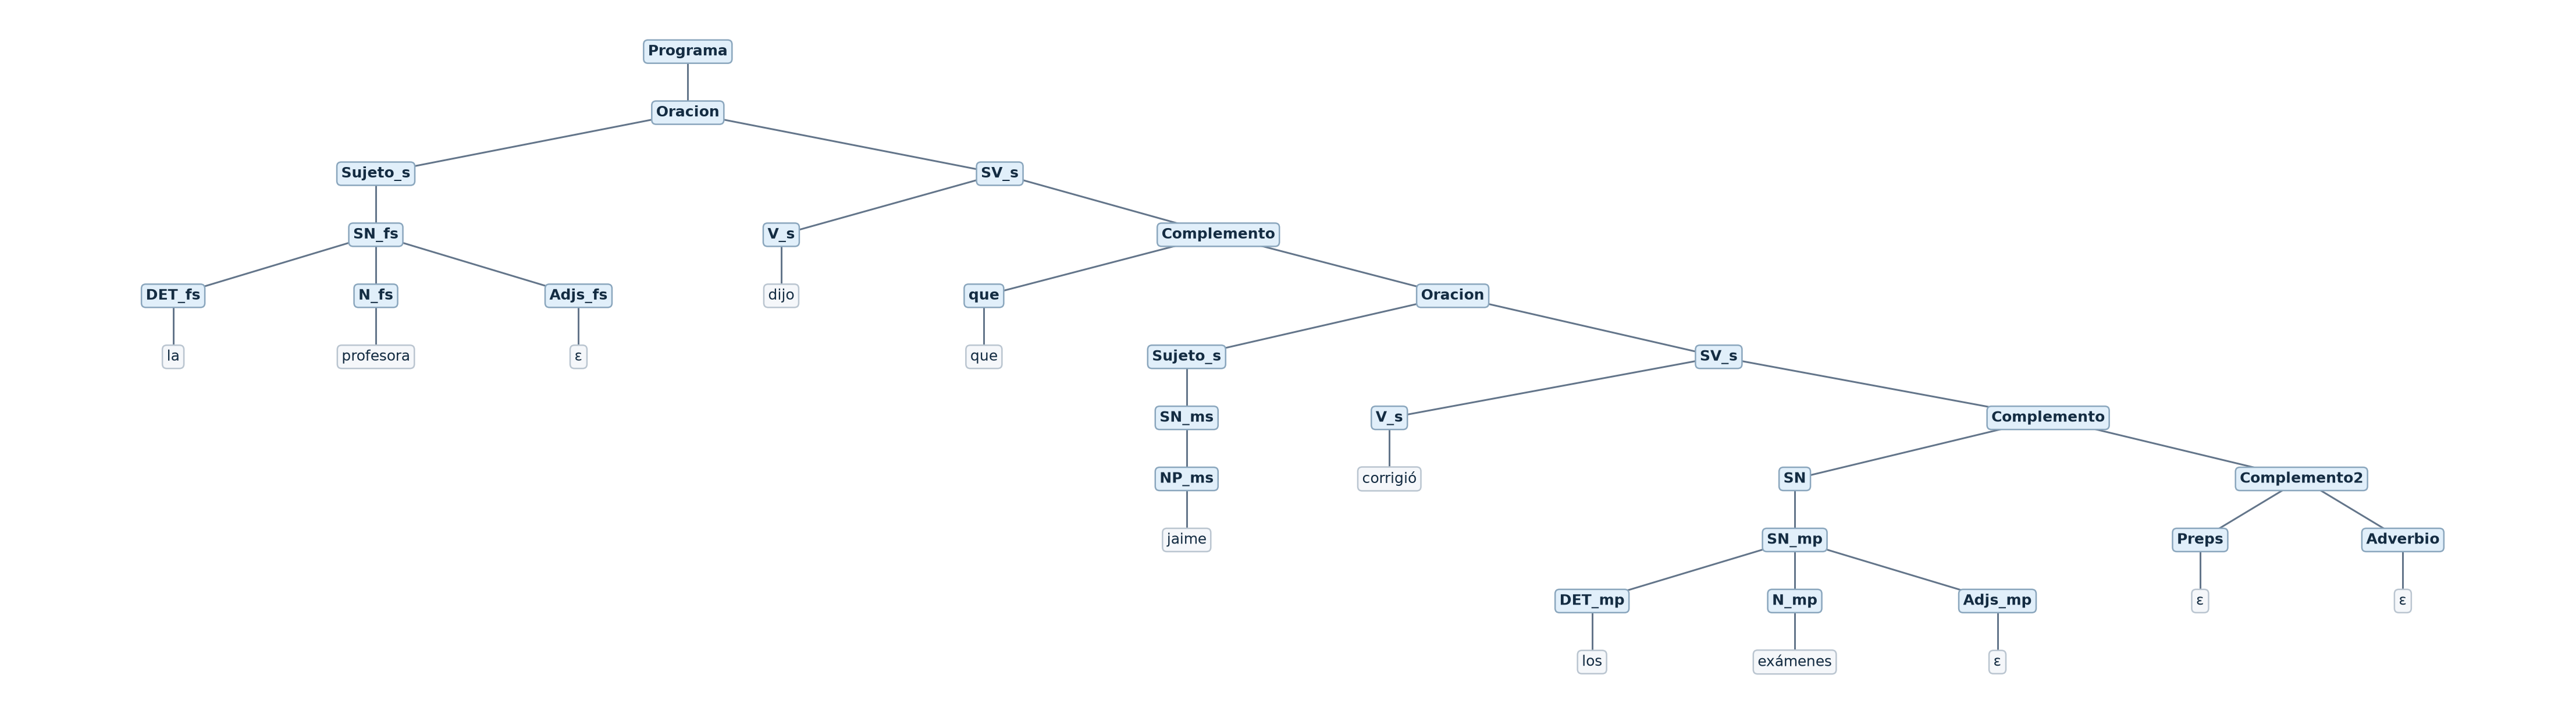 Programa
Oracion
Sujeto_s SV_s
SN_fs V_s Complemento
DET_fs N_fs Adjs_fs dijo que Oracion
la profesora ε que Sujeto_s SV_s
SN_ms V_s Complemento
NP_ms corrigió SN Complemento2
jaime SN_mp Preps Adverbio
DET_mp N_mp Adjs_mp ε ε
los exámenes ε